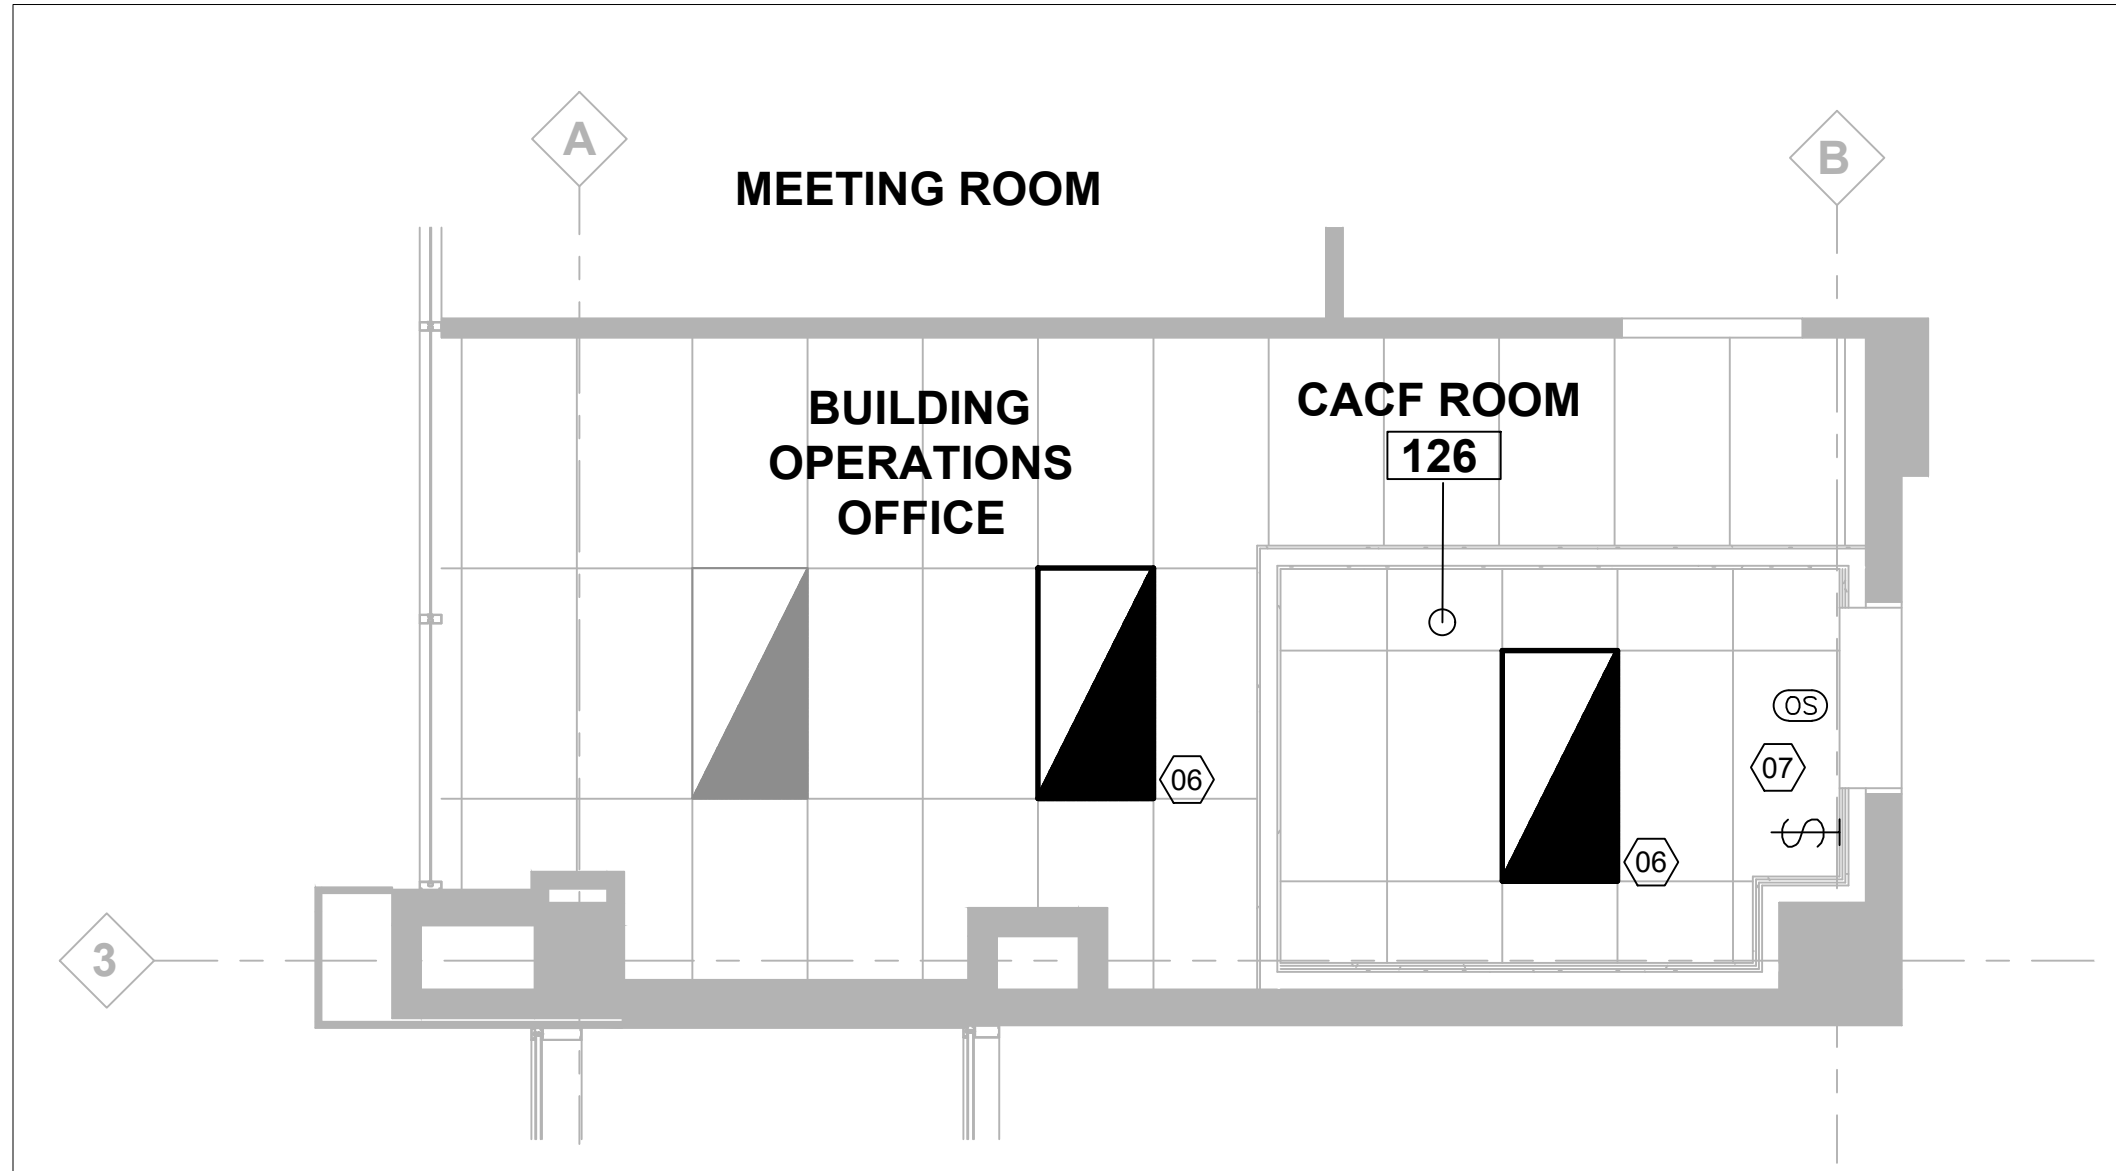 A
B
MEETING ROOM
BUILDING
OPERATIONS
OFFICE
CACF ROOM
126
OS
07
06
06
$
3